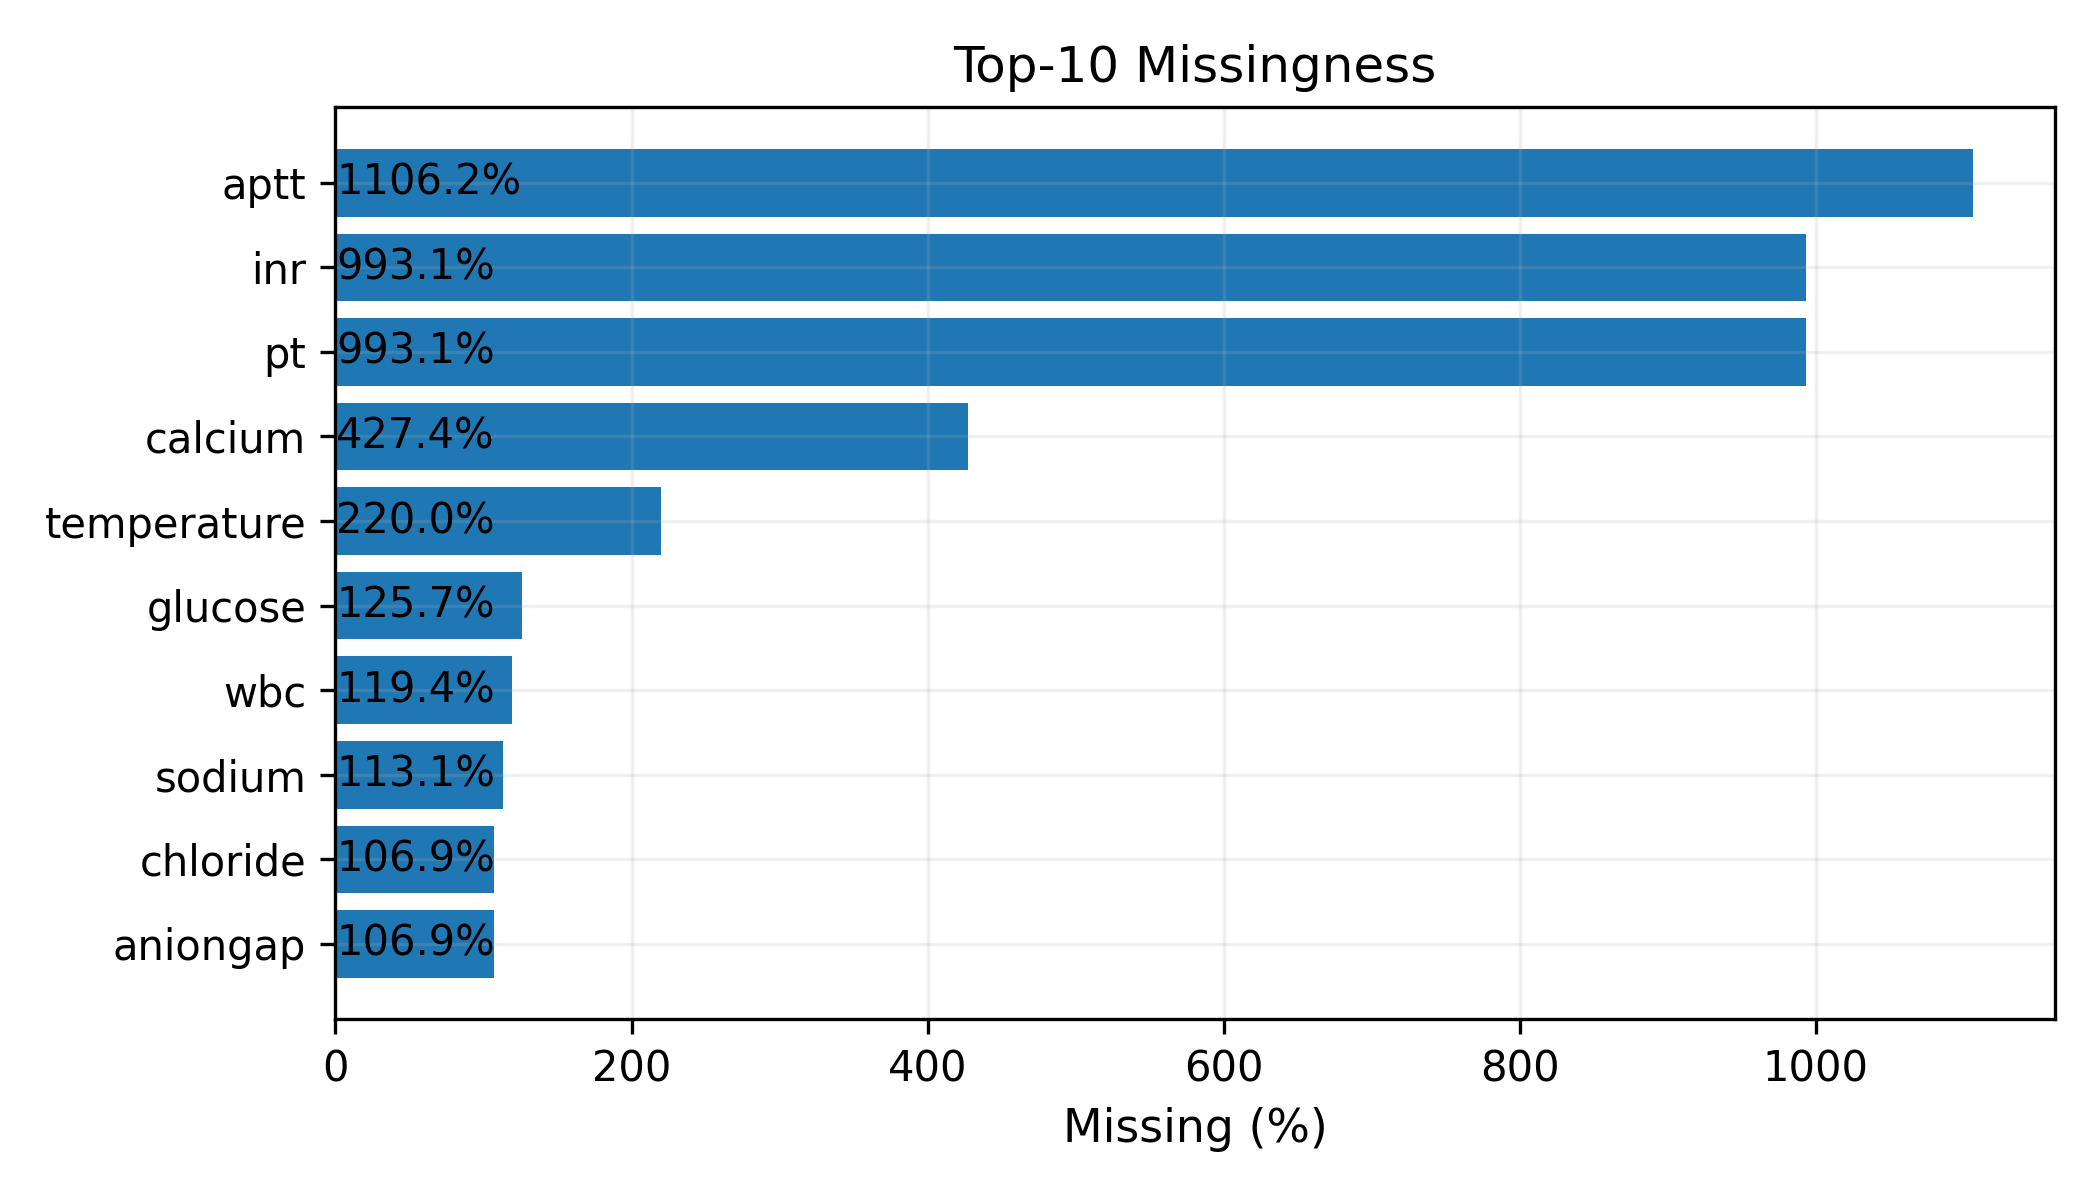 Top-10 Missingness
aptt 1106.2%
inr 993.1%
pt 993.1%
calcium 427.4%
temperature 220.0%
glucose 125.7%
wbc 119.4%
sodium 113.1%
chloride 106.9%
aniongap 106.9%
0 200 400 600 800 1000
Missing (%)